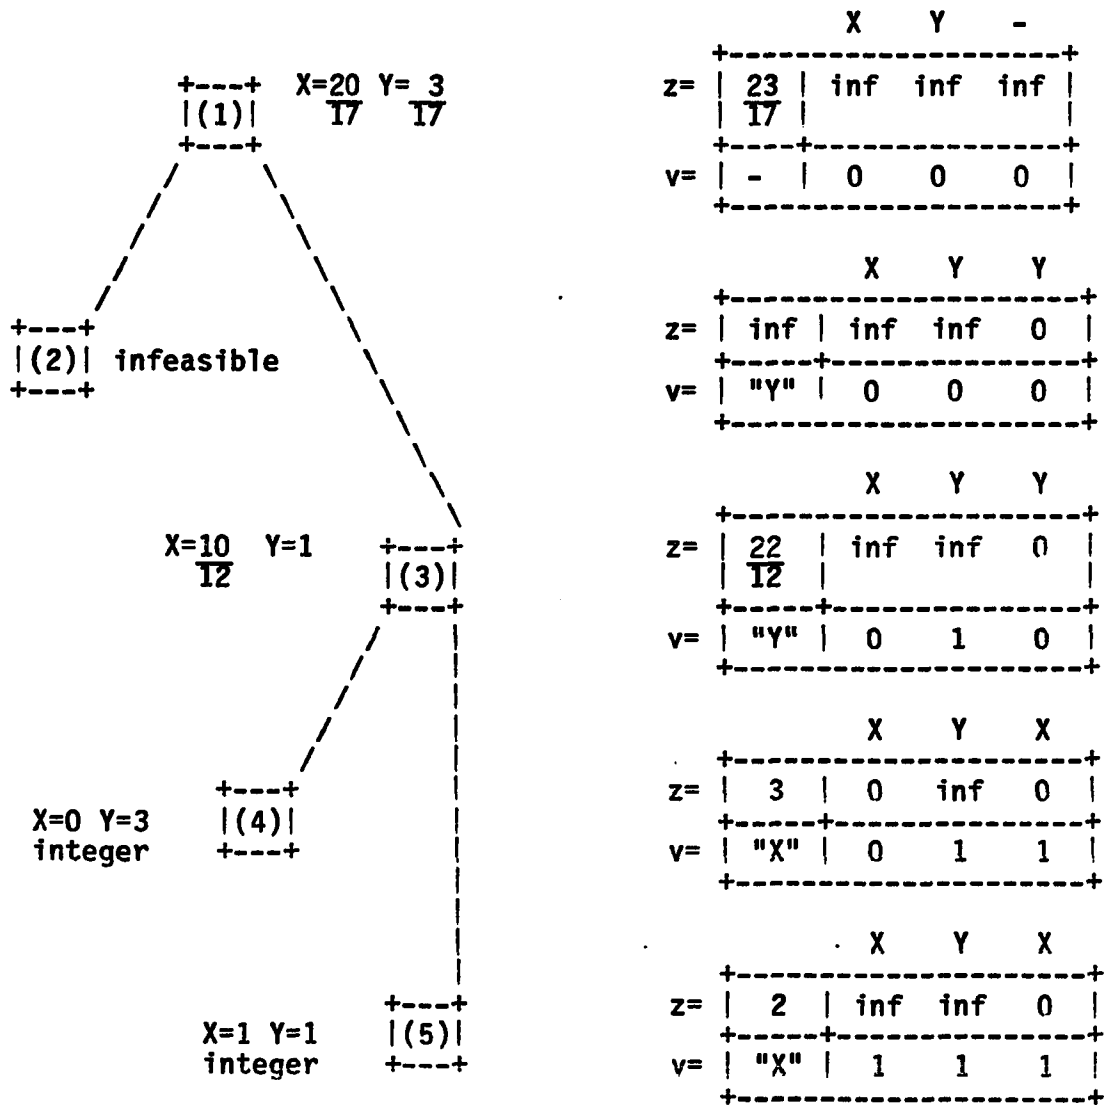 X Y -
X=20/17 Y=3/17
(1)
z= 23/17 inf inf inf
v= - 0 0 0
X Y Y
(2) infeasible
z= inf inf inf 0
v= "Y" 0 0 0
X Y Y
X=10/12 Y=1
(3)
z= 22/12 inf inf 0
v= "Y" 0 1 0
X Y X
z= 3 0 inf 0
X=0 Y=3
integer
(4)
v= "X" 0 1 1
X Y X
z= 2 inf inf 0
X=1 Y=1
integer
(5)
v= "X" 1 1 1